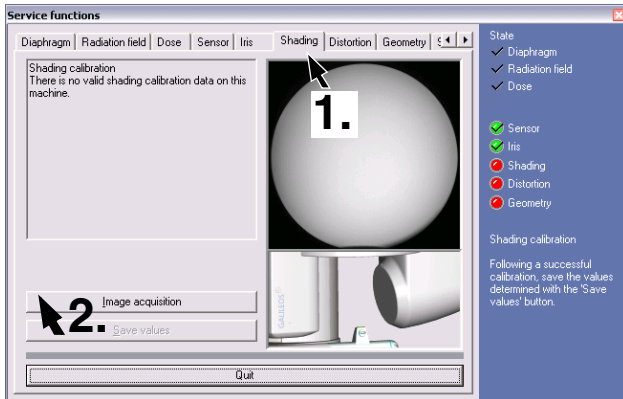 Service functions
Diaphragm Radiation field Dose Sensor Iris Shading Distortion Geometry
Shading calibration
There is no valid shading calibration data on this
machine.
1.
GALILEOS
Image acquisition
2.
Save values
Quit
State
Diaphragm
Radiation field
Dose
Sensor
Iris
Shading
Distortion
Geometry
Shading calibration
Following a successful
calibration, save the values
determined with the 'Save
values' button.